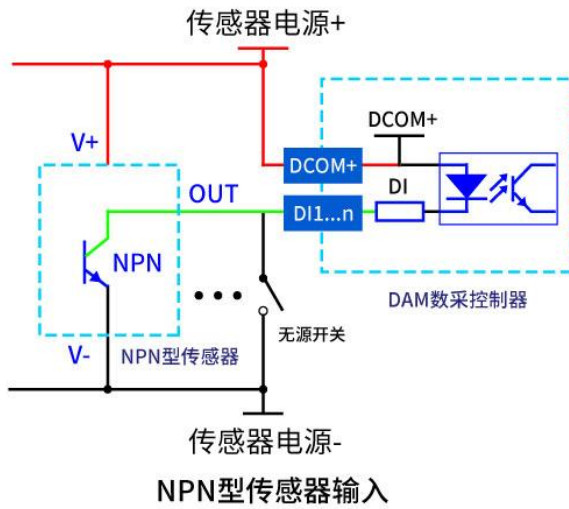 传感器电源+
DCOM+
V+
DCOM+
DI
OUT
DI1...n
NPN
DAM数采控制器
无源开关
V-
NPN型传感器
传感器电源-
NPN型传感器输入